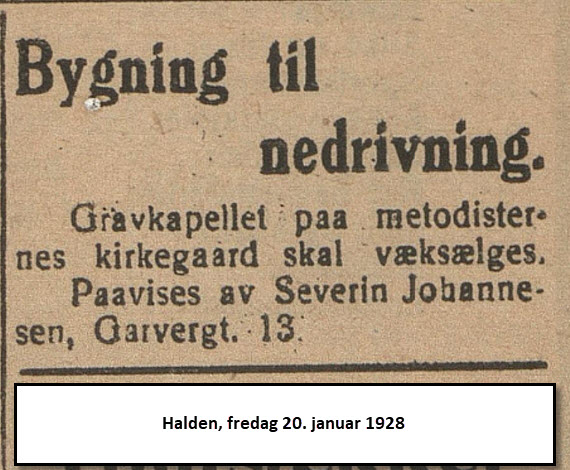 Bygning til
nedrivning.
Gravkapellet paa metodister-
nes kirkegaard skal væksælges.
Paavises av Severin Johanne-
sen, Garvergt. 13.
Halden, fredag 20. januar 1928